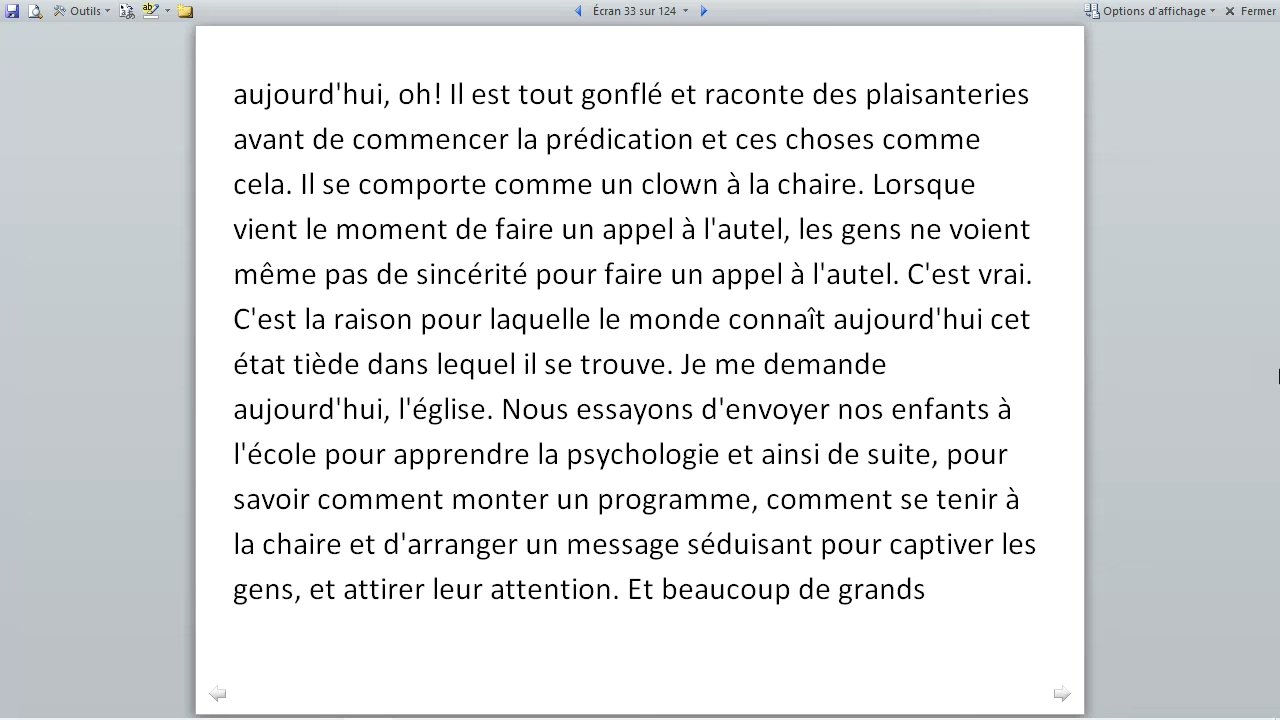 Outils
Écran 33 sur 124
Options d'affichage
Fermer
aujourd'hui, oh! Il est tout gonflé et raconte des plaisanteries
avant de commencer la prédication et ces choses comme
cela. Il se comporte comme un clown à la chaire. Lorsque
vient le moment de faire un appel à l'autel, les gens ne voient
même pas de sincérité pour faire un appel à l'autel. C'est vrai.
C'est la raison pour laquelle le monde connaît aujourd'hui cet
état tiède dans lequel il se trouve. Je me demande
aujourd'hui, l'église. Nous essayons d'envoyer nos enfants à
l'école pour apprendre la psychologie et ainsi de suite, pour
savoir comment monter un programme, comment se tenir à
la chaire et d'arranger un message séduisant pour captiver les
gens, et attirer leur attention. Et beaucoup de grands